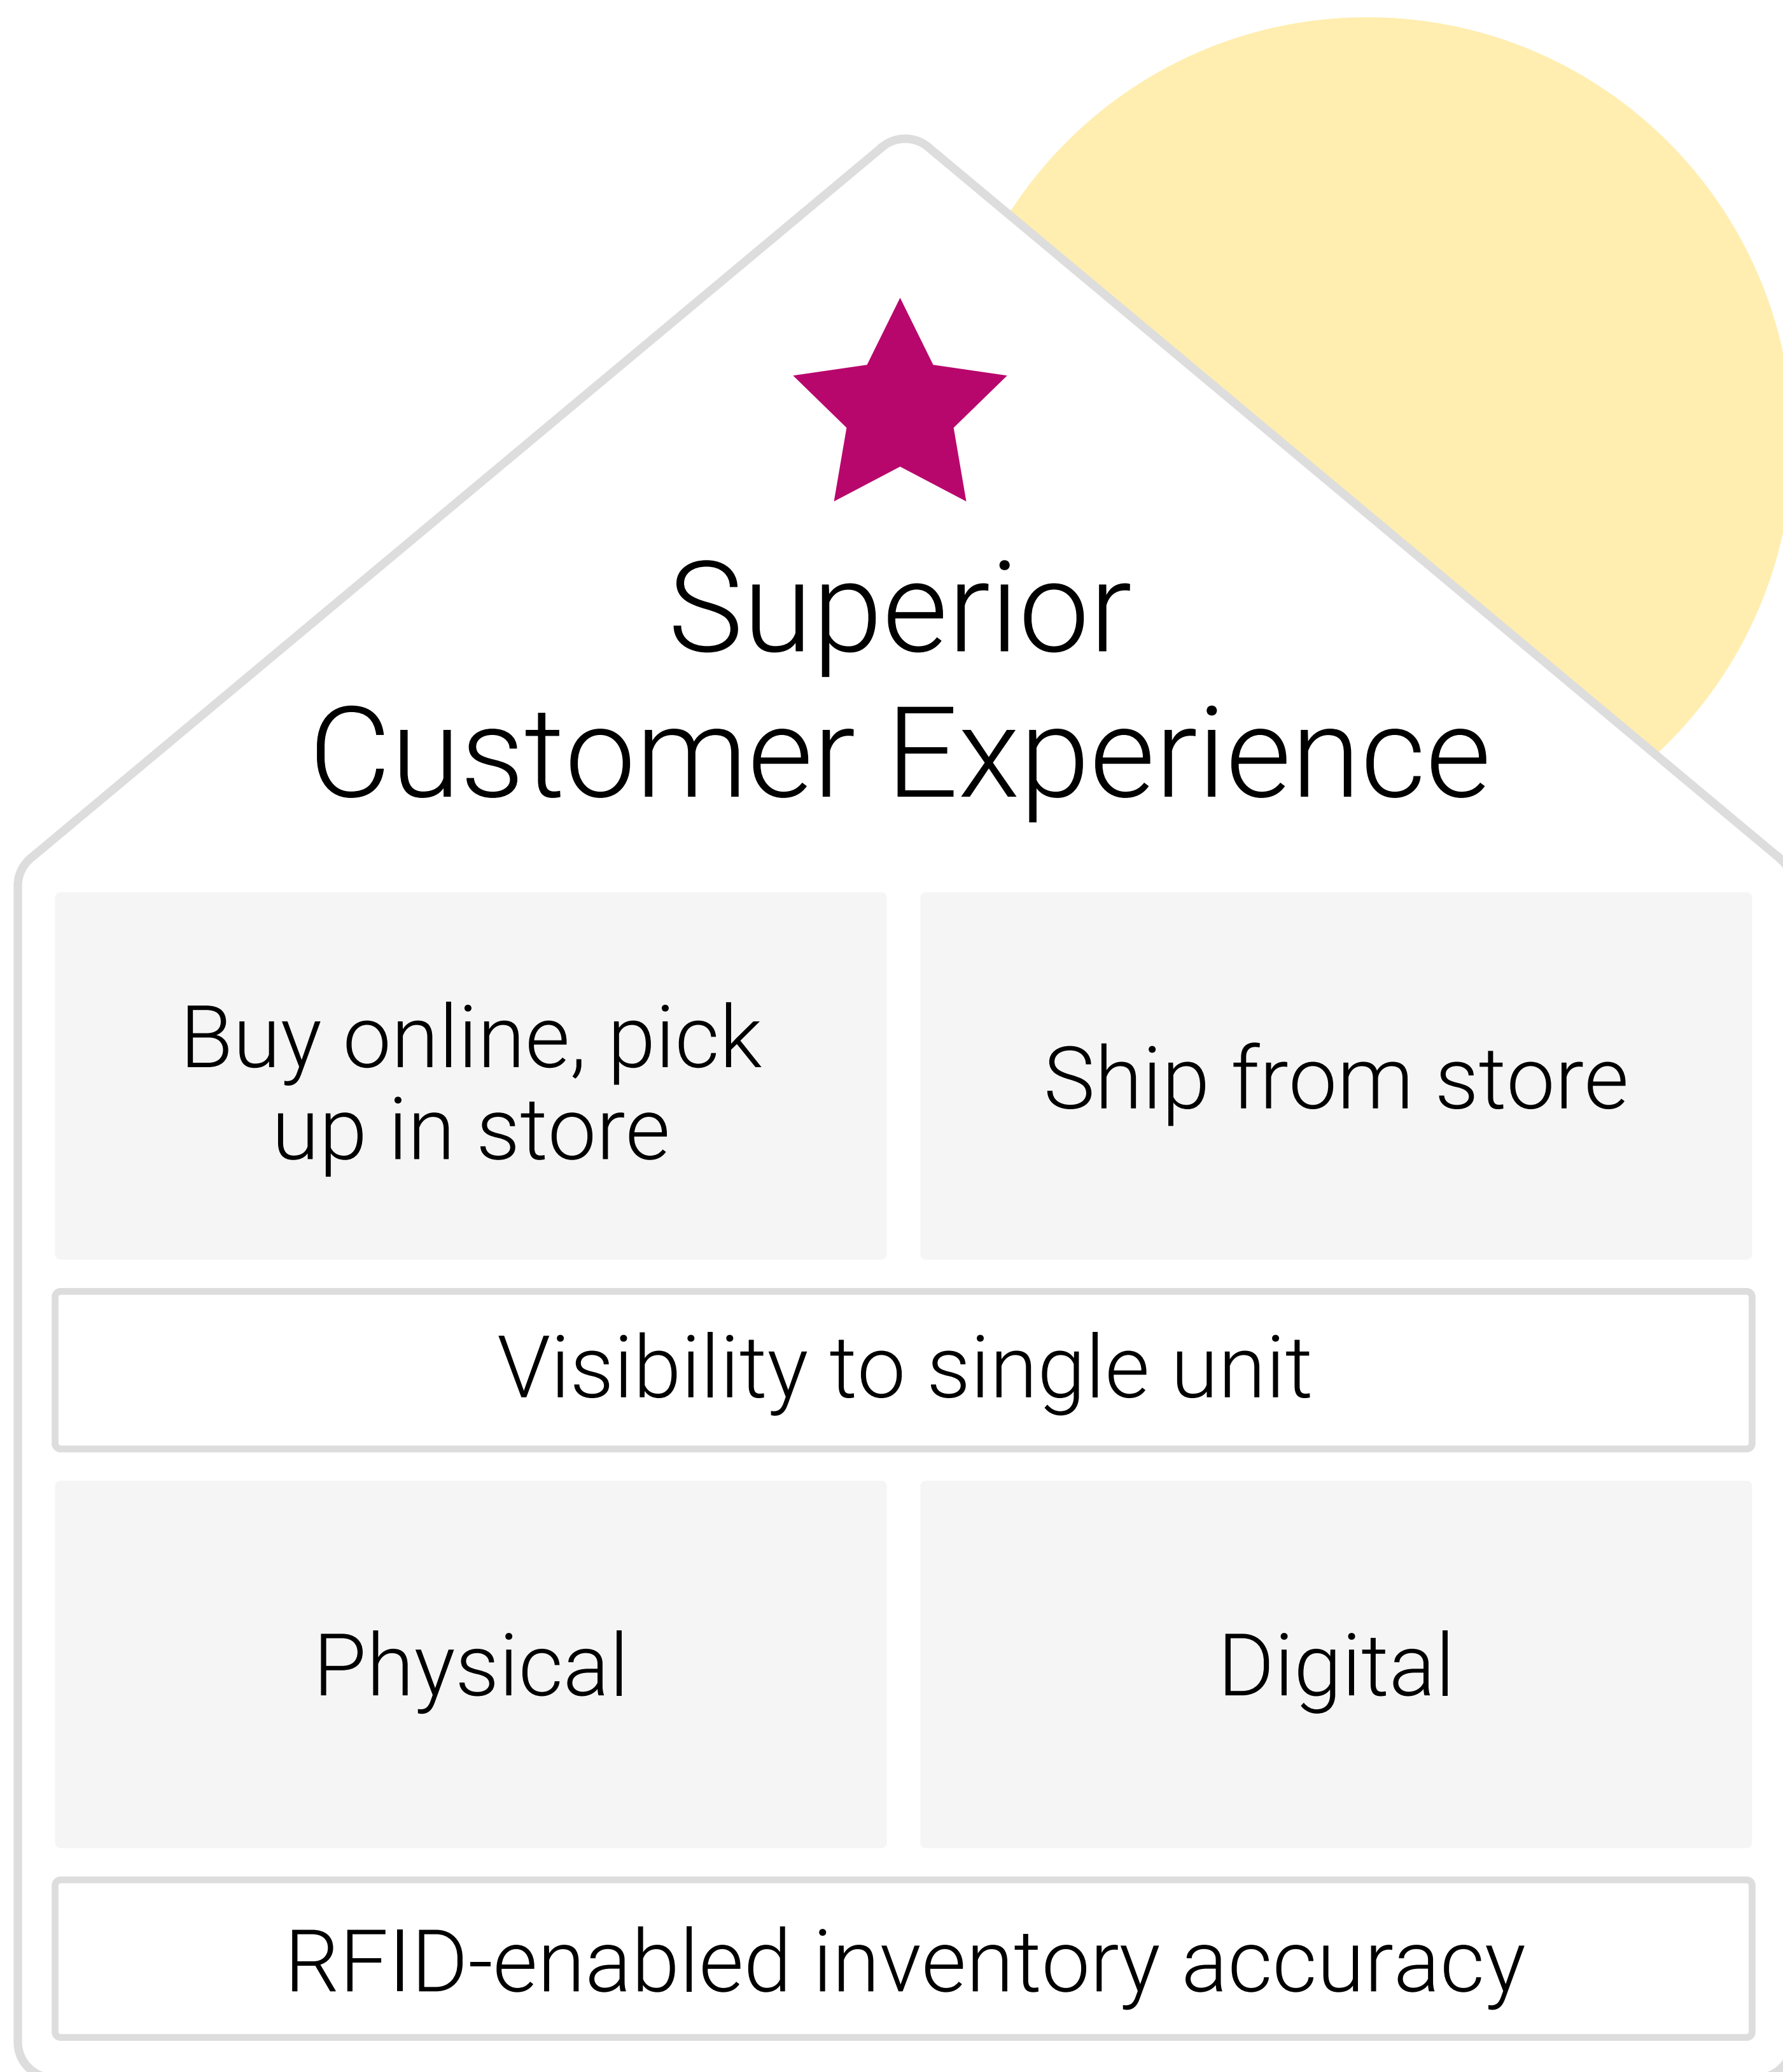 Superior
Customer Experience
Buy online, pick
up in store
Ship from store
Visibility to single unit
Physical
Digital
RFID-enabled inventory accuracy